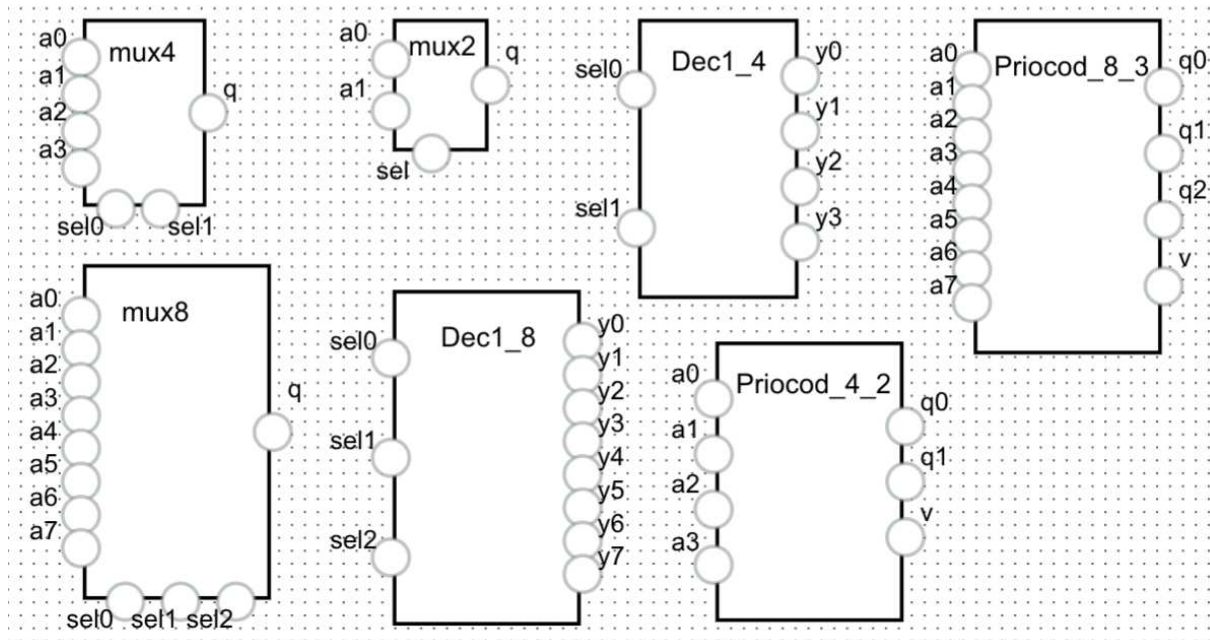 a0
a1
a2
a3
mux4
q
sel0
sel1
a0
a1
mux2
q
sel
sel0
sel1
Dec1_4
y0
y1
y2
y3
a0
a1
a2
a3
a4
a5
a6
a7
Priocod_8_3
q0
q1
q2
v
a0
a1
a2
a3
a4
a5
a6
a7
mux8
q
sel0
sel1
sel2
sel0
sel1
sel2
Dec1_8
y0
y1
y2
y3
y4
y5
y6
y7
a0
a1
a2
a3
Priocod_4_2
q0
q1
v